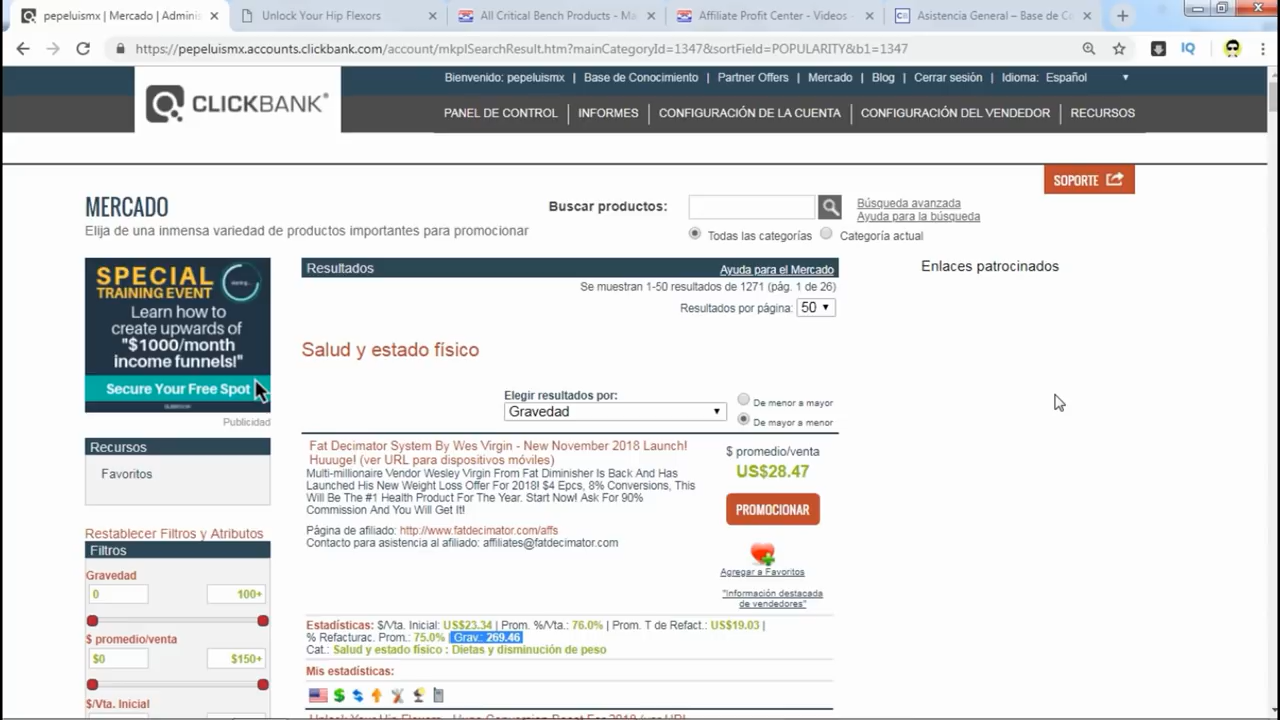 pepeluismx | Mercado | Adminis
Unlock Your Hip Flexors
All Critical Bench Products - Ma
Affiliate Profit Center - Videos -
Asistencia General – Base de Co
https://pepeluismx.accounts.clickbank.com/account/mkplSearchResult.htm?mainCategoryId=1347&sortField=POPULARITY&b1=1347
IQ
Bienvenido: pepeluismx | Base de Conocimiento | Partner Offers | Mercado | Blog | Cerrar sesión | Idioma: Español
CLICKBANK®
PANEL DE CONTROL | INFORMES | CONFIGURACIÓN DE LA CUENTA | CONFIGURACIÓN DEL VENDEDOR | RECURSOS
SOPORTE
MERCADO
Elija de una inmensa variedad de productos importantes para promocionar
Buscar productos:
Búsqueda avanzada
Ayuda para la búsqueda
Todas las categorías
Categoría actual
SPECIAL
TRAINING EVENT
Learn how to
create upwards of
"$1000/month
income funnels!"
Secure Your Free Spot
Publicidad
Recursos
Favoritos
Restablecer Filtros y Atributos
Filtros
Gravedad
0 100+
$ promedio/venta
$0 $150+
$/Vta. Inicial
Resultados
Ayuda para el Mercado
Se muestran 1-50 resultados de 1271 (pág. 1 de 26)
Resultados por página: 50
Salud y estado físico
Elegir resultados por:
Gravedad
De menor a mayor
De mayor a menor
Fat Decimator System By Wes Virgin - New November 2018 Launch!
Huuuge! (ver URL para dispositivos móviles)
Multi-millionaire Vendor Wesley Virgin From Fat Diminisher Is Back And Has
Launched His New Weight Loss Offer For 2018! $4 Epcs, 8% Conversions, This
Will Be The #1 Health Product For The Year. Start Now! Ask For 90%
Commission And You Will Get It!
Página de afiliado: http://www.fatdecimator.com/affs
Contacto para asistencia al afiliado: affiliates@fatdecimator.com
$ promedio/venta
US$28.47
PROMOCIONAR
Agregar a Favoritos
"Información destacada
de vendedores"
Estadísticas: $/Vta. Inicial: US$23.34 | Prom. %/Vta.: 76.0% | Prom. T de Refact.: US$19.03 |
% Refacturac. Prom.: 75.0% | Grav.: 269.46
Cat.: Salud y estado físico : Dietas y disminución de peso
Mis estadísticas:
Unlock Your Hip Flexors - Huge Conversion Boost For 2018 (ver URL
Enlaces patrocinados